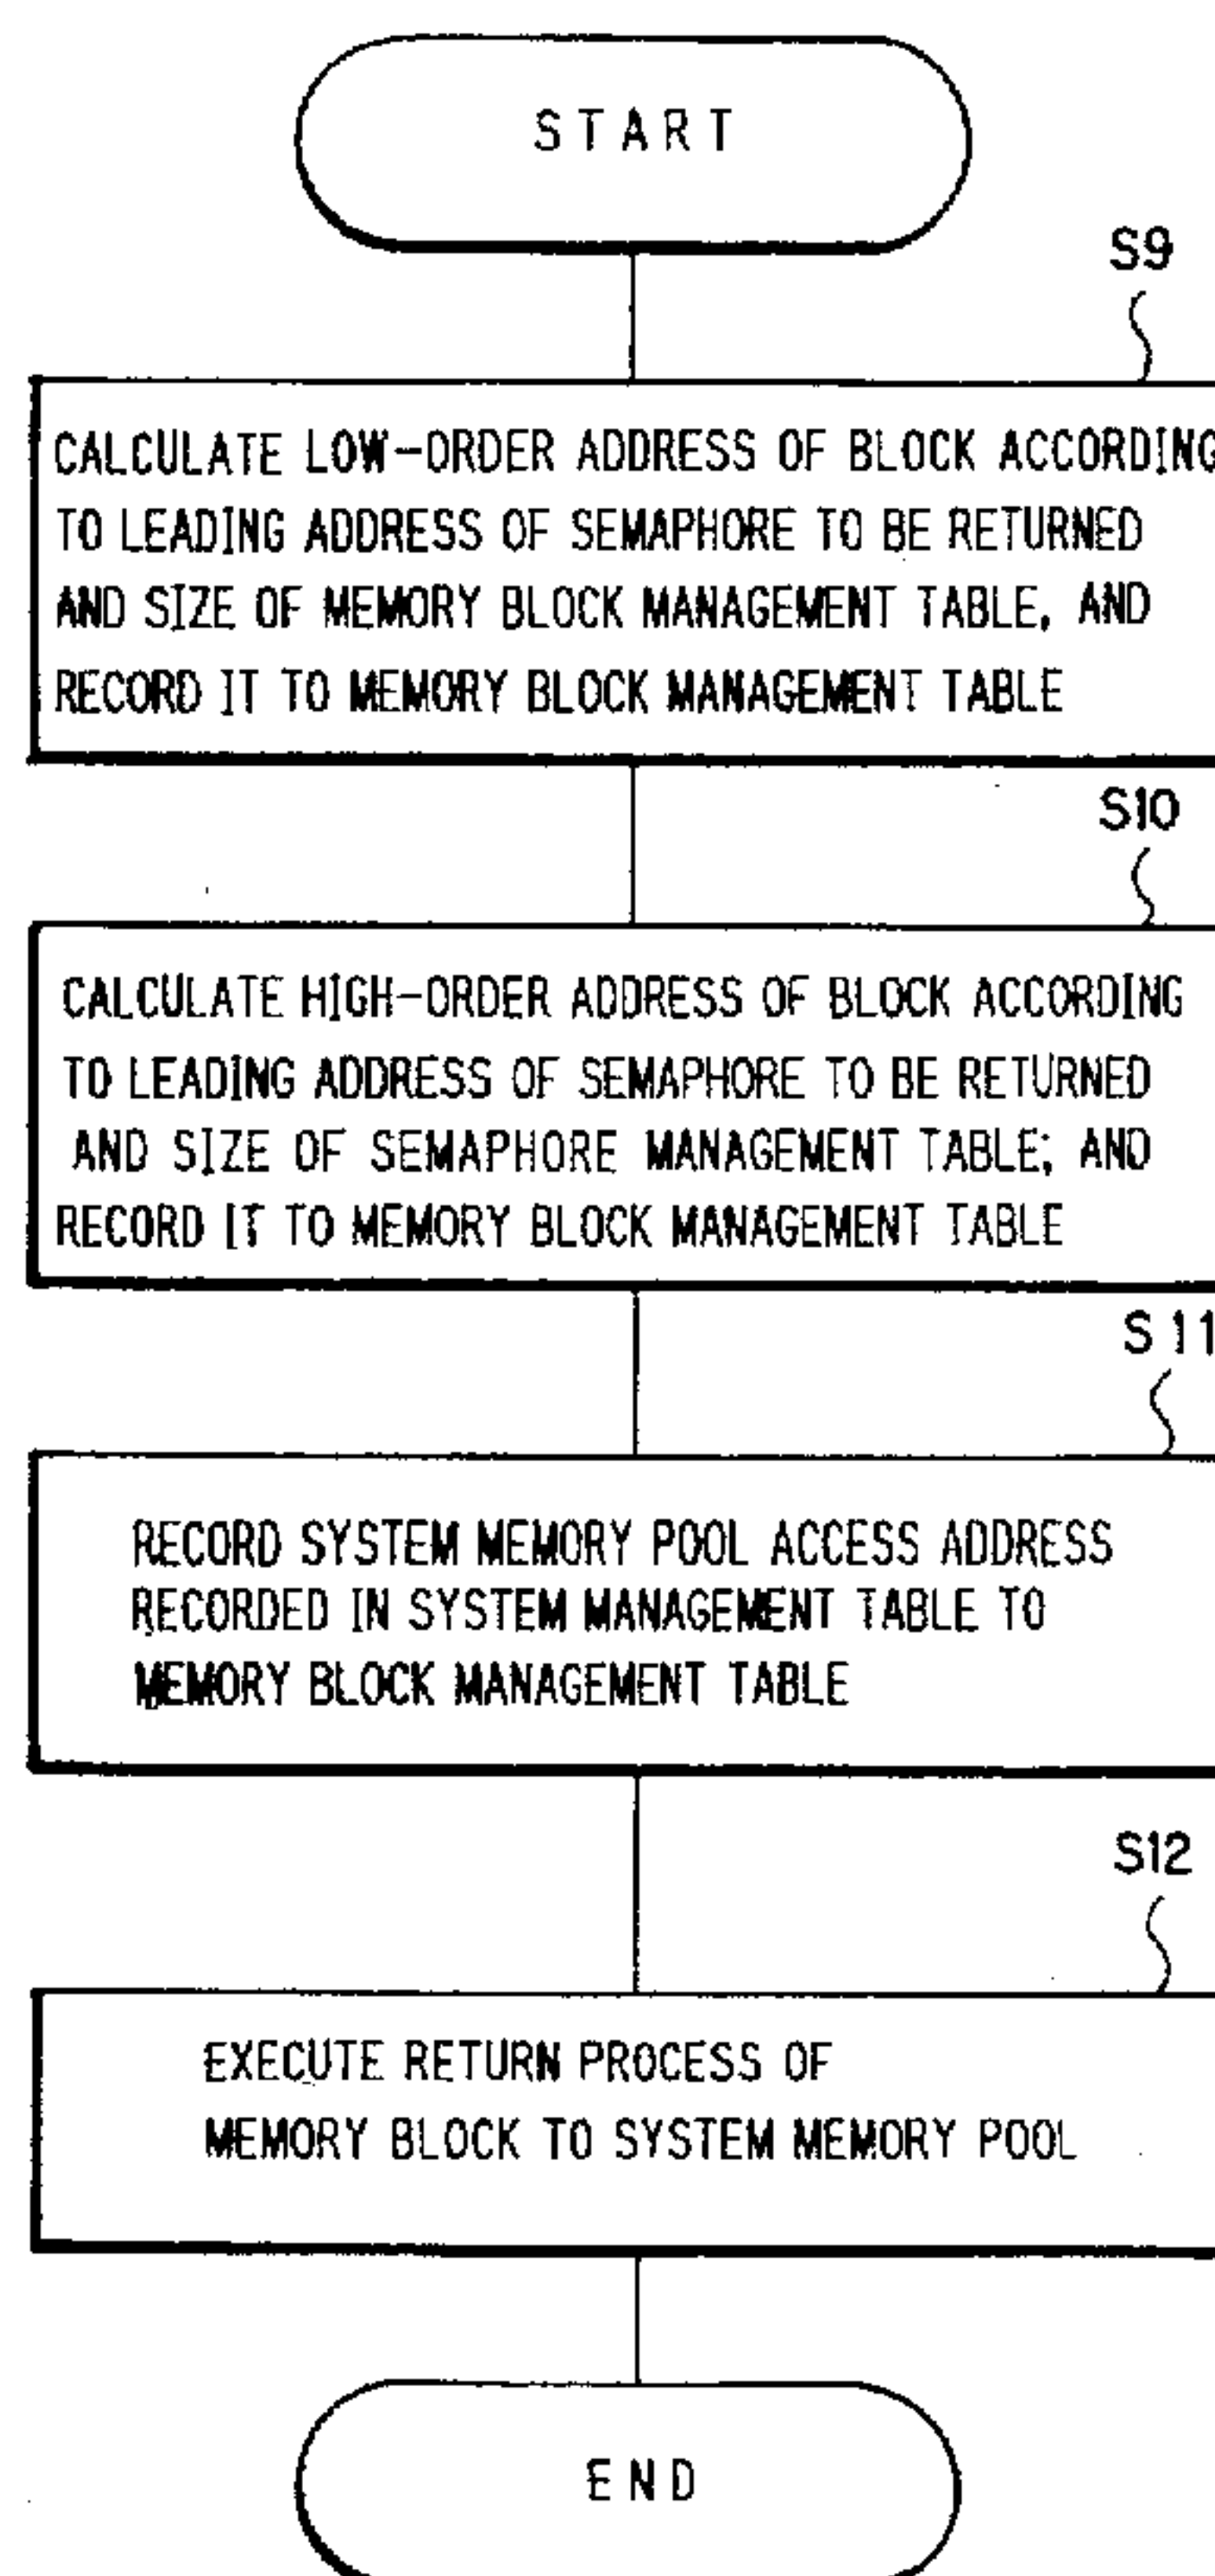 START
S9
CALCULATE LOW-ORDER ADDRESS OF BLOCK ACCORDING
TO LEADING ADDRESS OF SEMAPHORE TO BE RETURNED
AND SIZE OF MEMORY BLOCK MANAGEMENT TABLE, AND
RECORD IT TO MEMORY BLOCK MANAGEMENT TABLE
S10
CALCULATE HIGH-ORDER ADDRESS OF BLOCK ACCORDING
TO LEADING ADDRESS OF SEMAPHORE TO BE RETURNED
AND SIZE OF SEMAPHORE MANAGEMENT TABLE; AND
RECORD IT TO MEMORY BLOCK MANAGEMENT TABLE
S11
RECORD SYSTEM MEMORY POOL ACCESS ADDRESS
RECORDED IN SYSTEM MANAGEMENT TABLE TO
MEMORY BLOCK MANAGEMENT TABLE
S12
EXECUTE RETURN PROCESS OF
MEMORY BLOCK TO SYSTEM MEMORY POOL
END